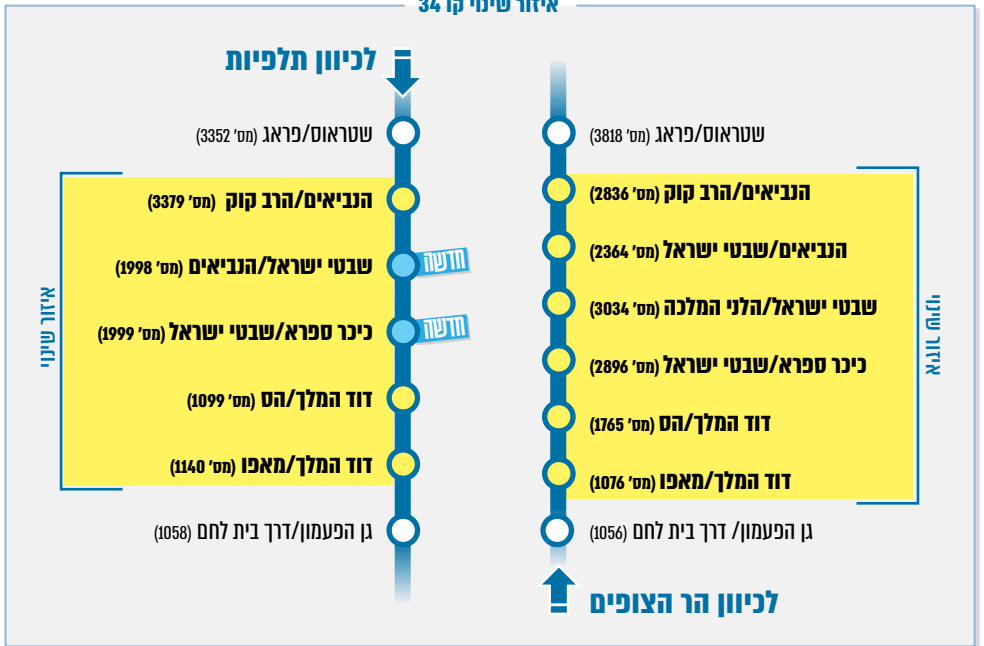 איזור שינוי קו 34
לכיוון תלפיות
שטראוס/פראג (מס' 3818)
הנביאים/הרב קוק (מס' 2836)
הנביאים/שבטי ישראל (מס' 2364)
שבטי ישראל/הלני המלכה (מס' 3034)
כיכר ספרא/שבטי ישראל (מס' 2896)
דוד המלך/הס (מס' 1765)
דוד המלך/מאפו (מס' 1076)
גן הפעמון/ דרך בית לחם (1056)
לכיוון הר הצופים
איזור שינוי
שטראוס/פראג (מס' 3352)
הנביאים/הרב קוק (מס' 3379)
שבטי ישראל/הנביאים (מס' 1998)
חדשה
כיכר ספרא/שבטי ישראל (מס' 1999)
חדשה
דוד המלך/הס (מס' 1099)
דוד המלך/מאפו (מס' 1140)
גן הפעמון/דרך בית לחם (1058)
איזור שינוי